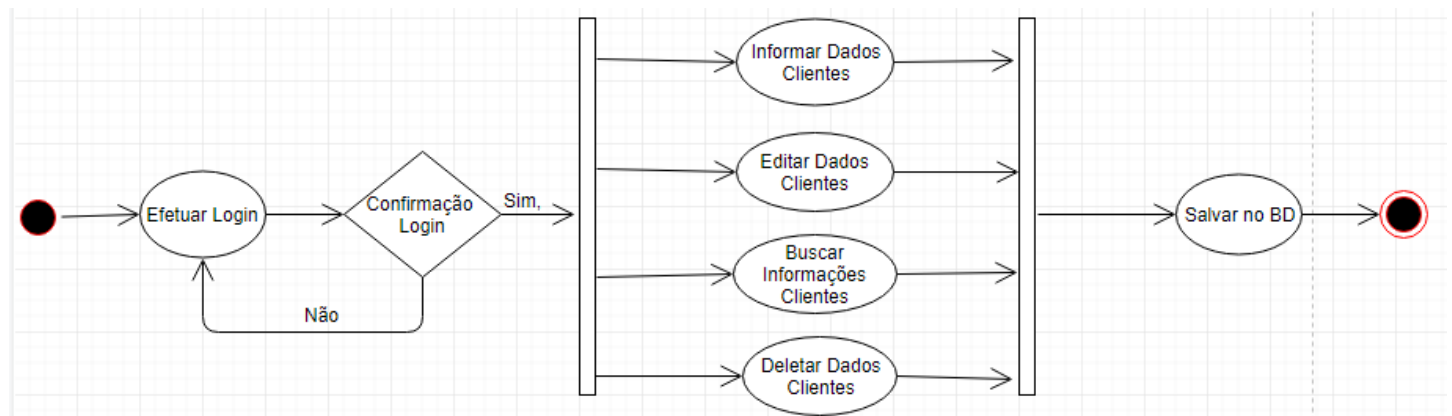 Efetuar Login
Confirmação
Login
Sim,
Não
Informar Dados
Clientes
Editar Dados
Clientes
Buscar
Informações
Clientes
Deletar Dados
Clientes
Salvar no BD